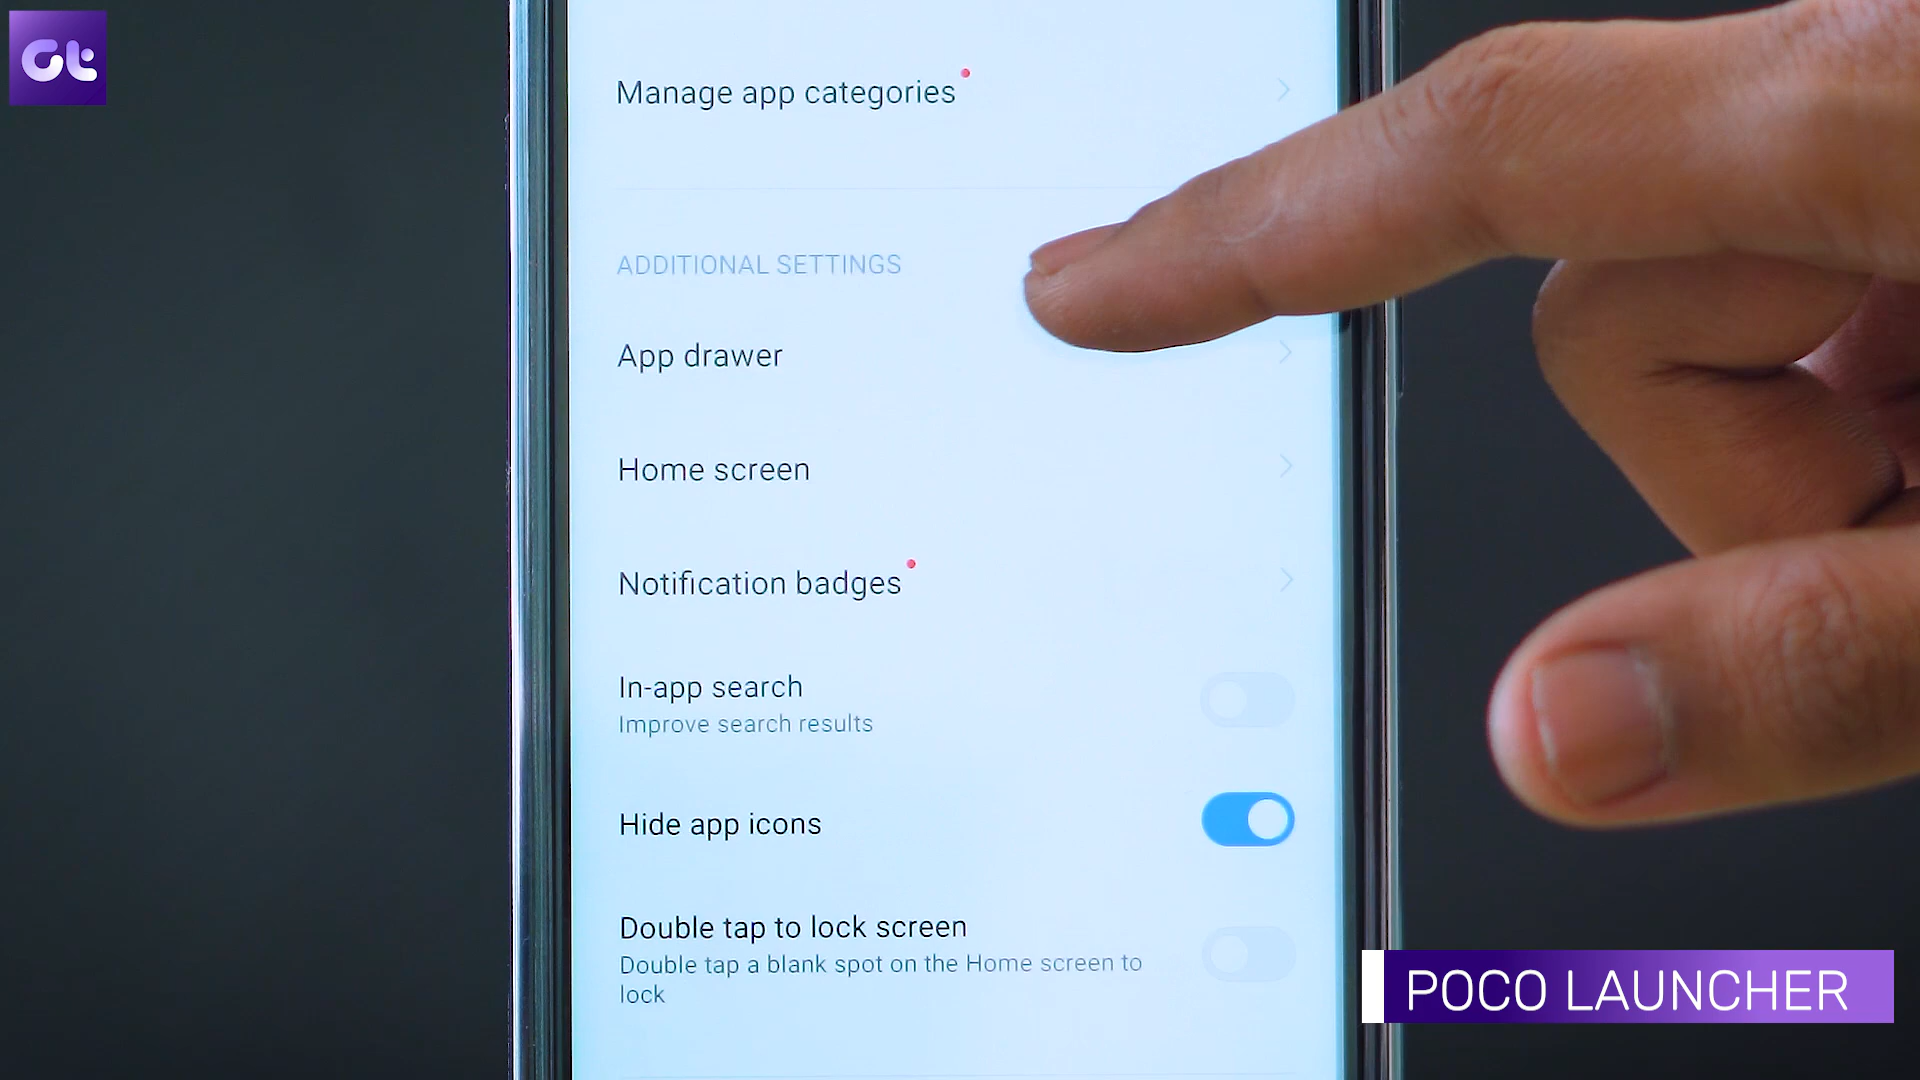 Gt
Manage app categories
ADDITIONAL SETTINGS
App drawer
Home screen
Notification badges
In-app search
Improve search results
Hide app icons
Double tap to lock screen
Double tap a blank spot on the Home screen to
lock
POCO LAUNCHER